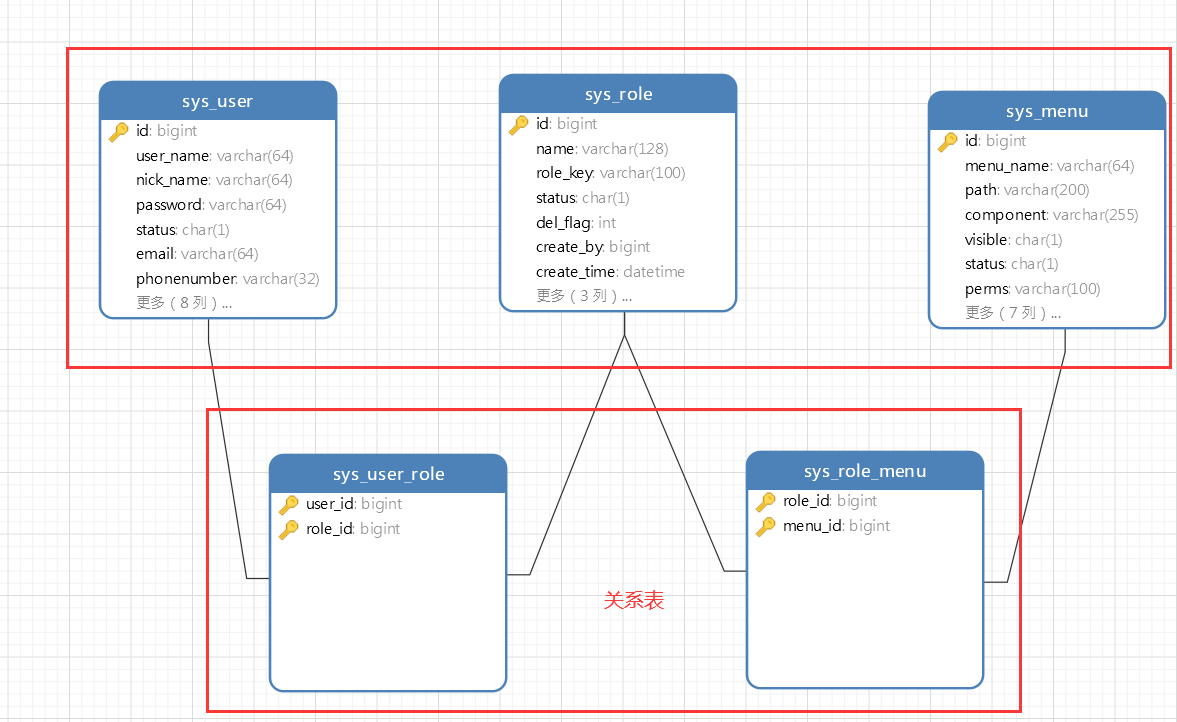 sys_user
id: bigint
user_name: varchar(64)
nick_name: varchar(64)
password: varchar(64)
status: char(1)
email: varchar(64)
phonenumber: varchar(32)
更多（8 列）...
sys_role
id: bigint
name: varchar(128)
role_key: varchar(100)
status: char(1)
del_flag: int
create_by: bigint
create_time: datetime
更多（3 列）...
sys_menu
id: bigint
menu_name: varchar(64)
path: varchar(200)
component: varchar(255)
visible: char(1)
status: char(1)
perms: varchar(100)
更多（7 列）...
sys_user_role
user_id: bigint
role_id: bigint
sys_role_menu
role_id: bigint
menu_id: bigint
关系表